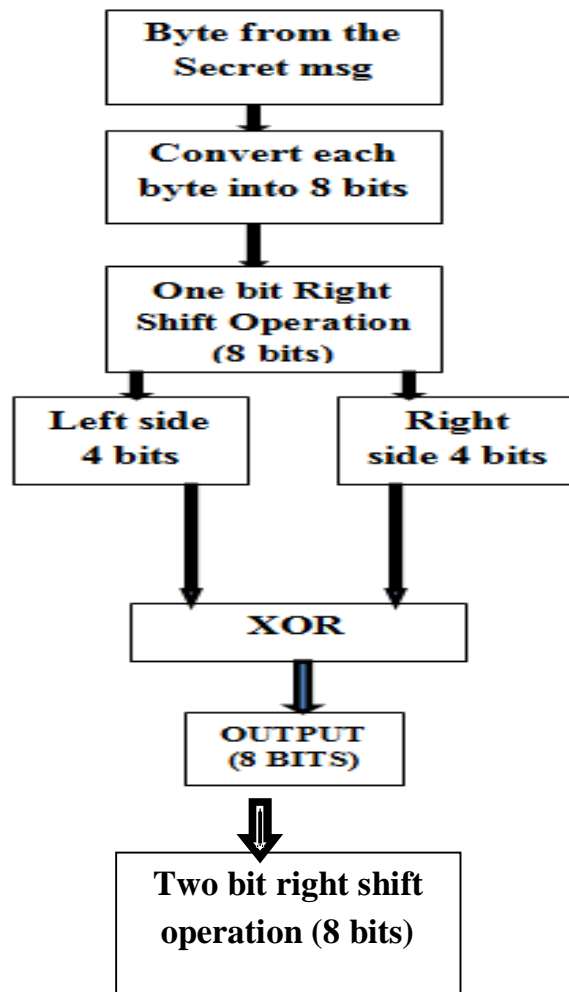 Byte from the
Secret msg
Convert each
byte into 8 bits
One bit Right
Shift Operation
(8 bits)
Left side
4 bits
Right
side 4 bits
XOR
OUTPUT
(8 BITS)
Two bit right shift
operation (8 bits)